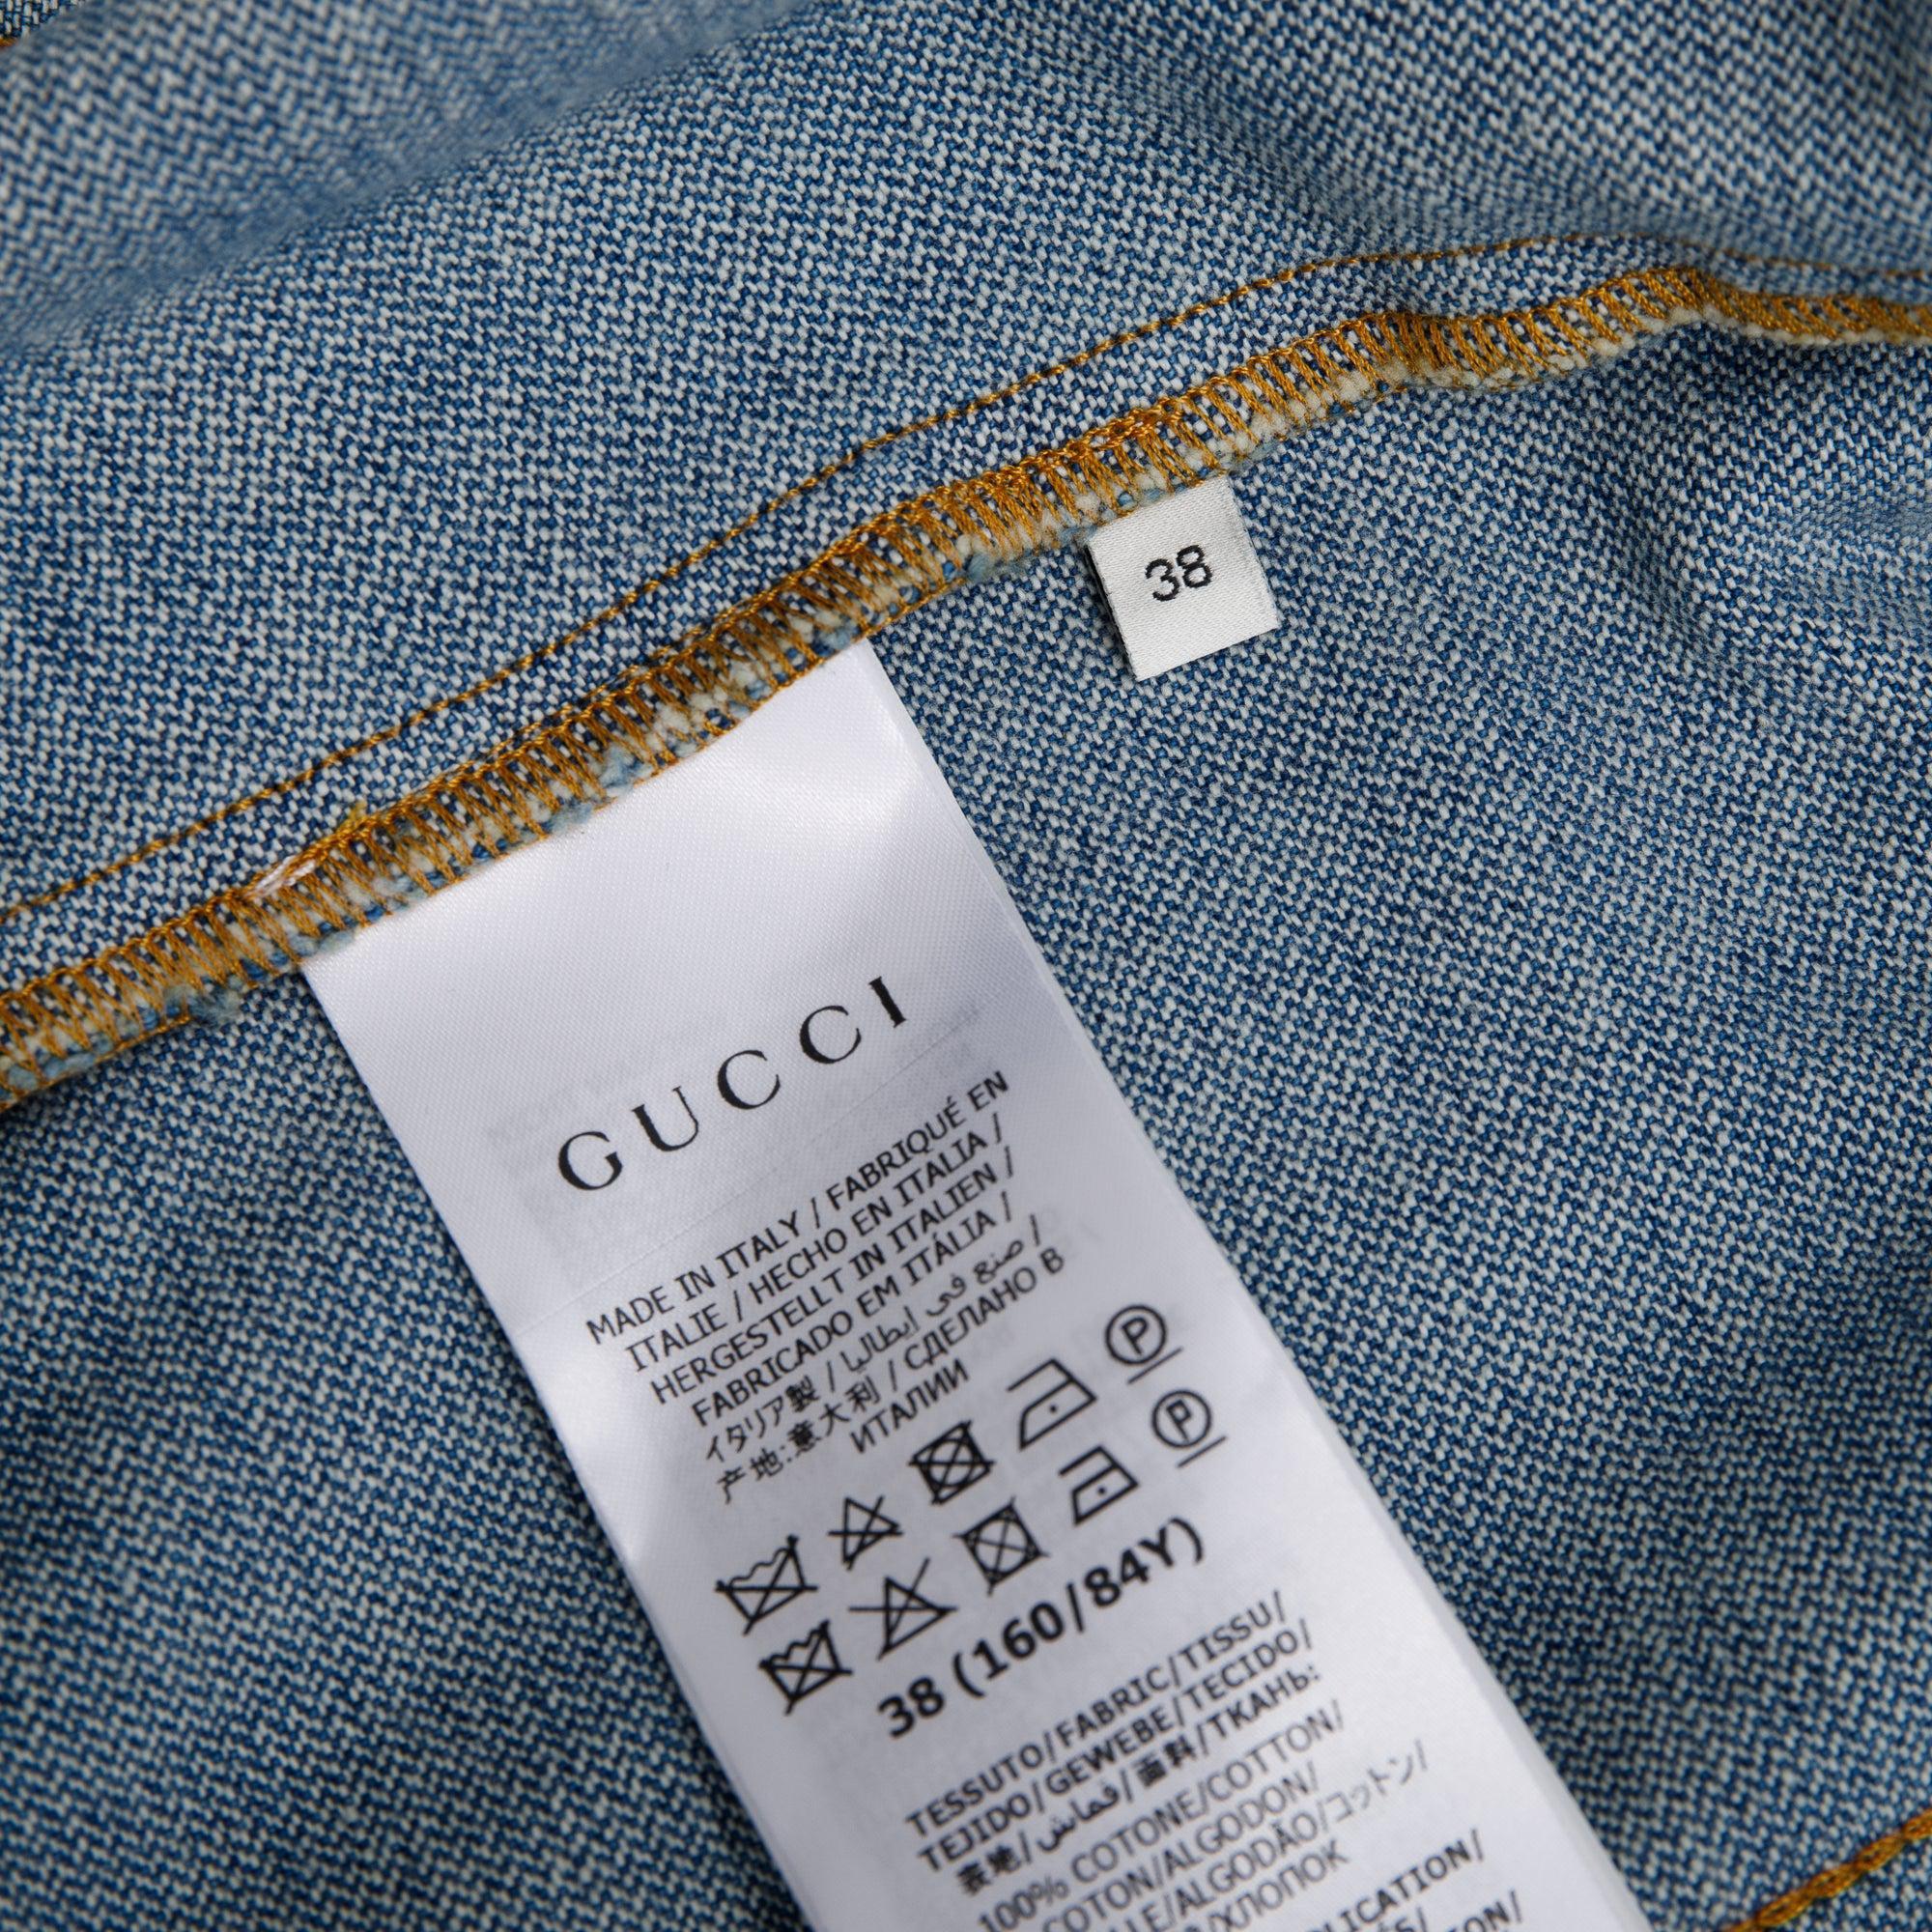 38
GUCCI
MADE IN ITALY / FABRIQUÉ EN
ITALIE / HECHO EN ITALIA /
HERGESTELLT IN ITALIEN /
FABRICADO EM ITÁLIA /
イタリア製 / صنع في إيطاليا /
产地:意大利 / СДЕЛАНО В
ИТАЛИИ
P
P
38 (160/84Y)
TESSUTO/FABRIC/TISSU/
TEJIDO/GEWEBE/TECIDO/
表地/قماش/面料/ТКАНЬ:
100% COTONE/COTTON/
COTON/ALGODON/
LLE/ALGODÃO/コットン/
/ХЛОПОК
PLICATION/